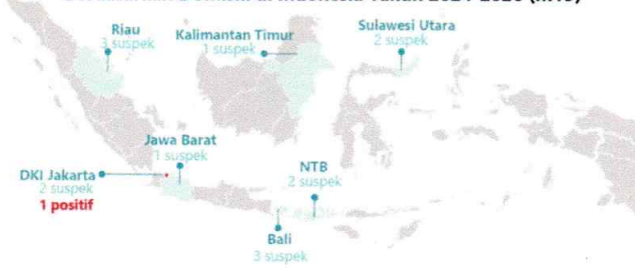 Riau
3 suspek
Kalimantan Timur
1 suspek
Sulawesi Utara
2 suspek
Jawa Barat
1 suspek
DKI Jakarta
2 suspek
1 positif
NTB
2 suspek
Bali
3 suspek